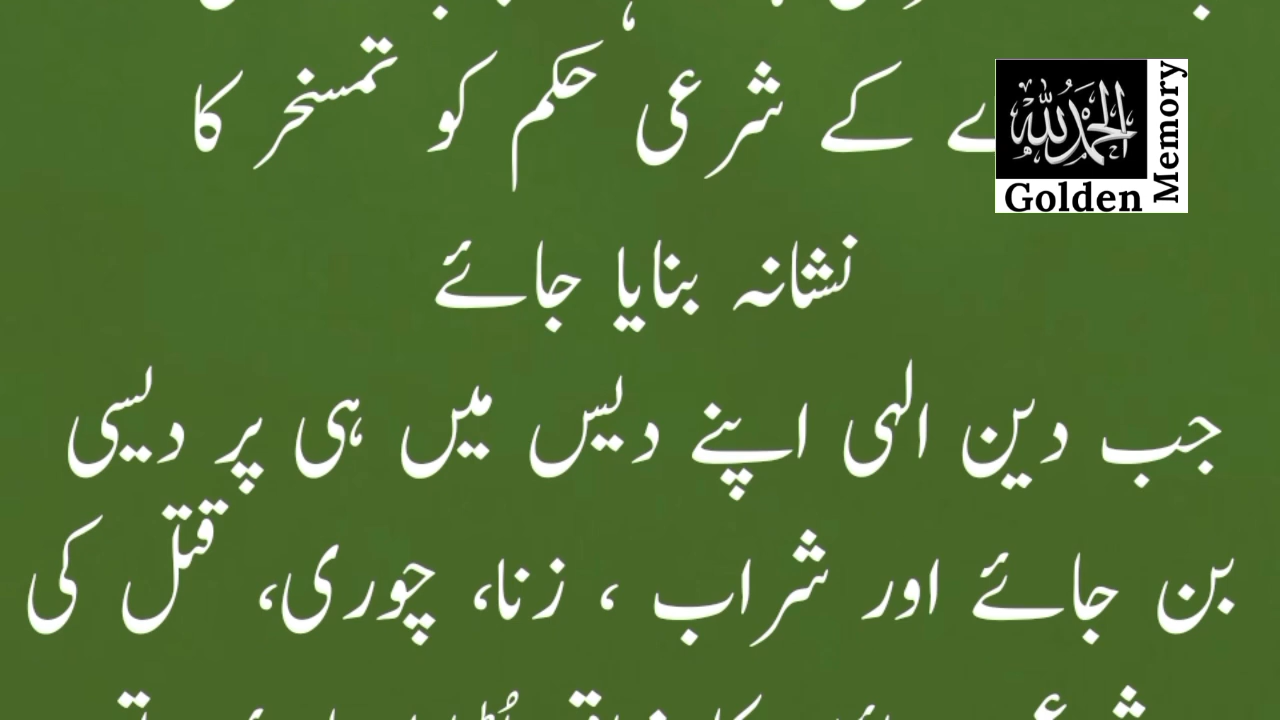 کے شرعی حکم کو تمسخر کا
نشانہ بنایا جائے
جب دین الہی اپنے دیس میں ہی پر دیسی
بن جائے اور شراب ، زنا، چوری، قتل کی
الحمدللہ
Golden
Memory